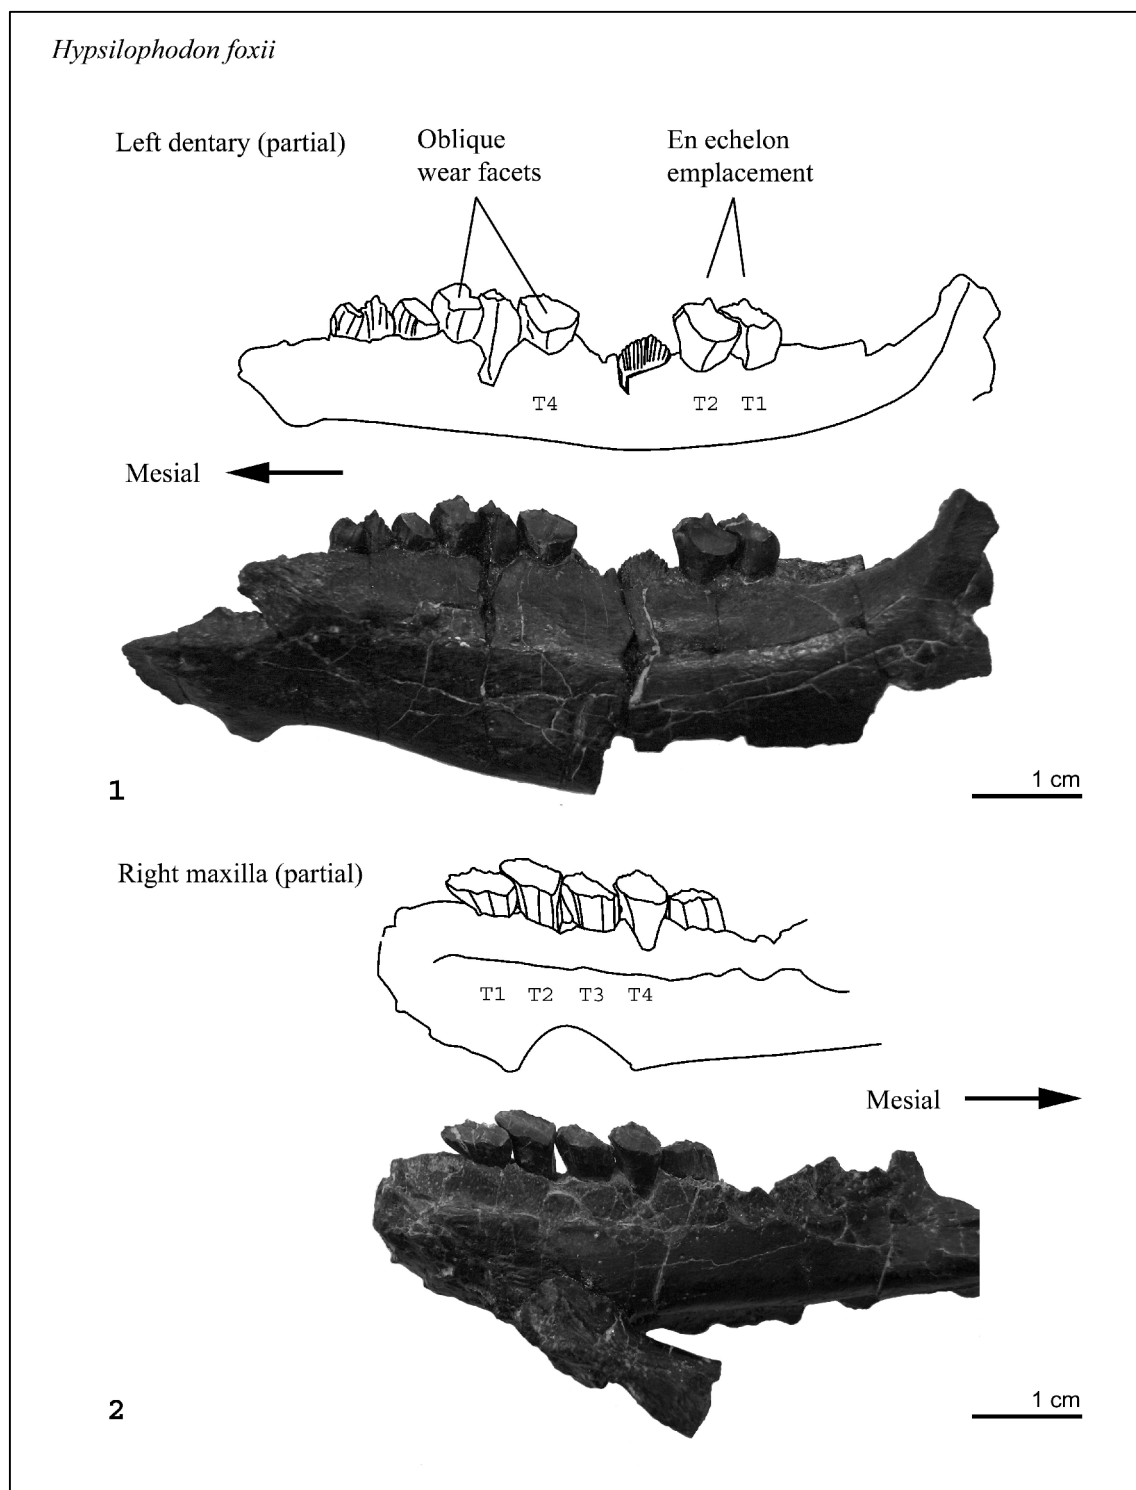 Hypsilophodon foxii
Left dentary (partial)
Oblique
wear facets
En echelon
emplacement
T4
T2
T1
Mesial
1
1 cm
Right maxilla (partial)
T1
T2
T3
T4
Mesial
2
1 cm